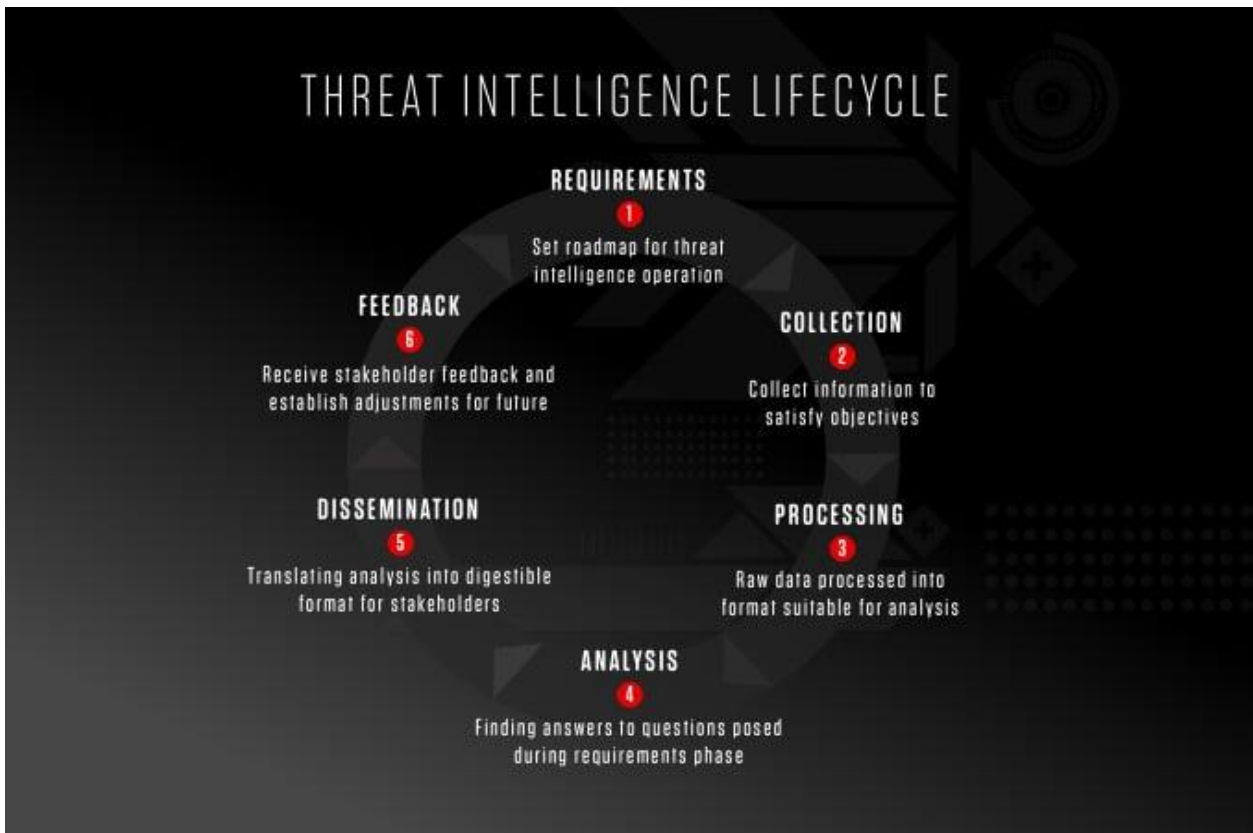 THREAT INTELLIGENCE LIFECYCLE
REQUIREMENTS
1
Set roadmap for threat
intelligence operation
COLLECTION
2
Collect information to
satisfy objectives
PROCESSING
3
Raw data processed into
format suitable for analysis
ANALYSIS
4
Finding answers to questions posed
during requirements phase
DISSEMINATION
5
Translating analysis into digestible
format for stakeholders
FEEDBACK
6
Receive stakeholder feedback and
establish adjustments for future